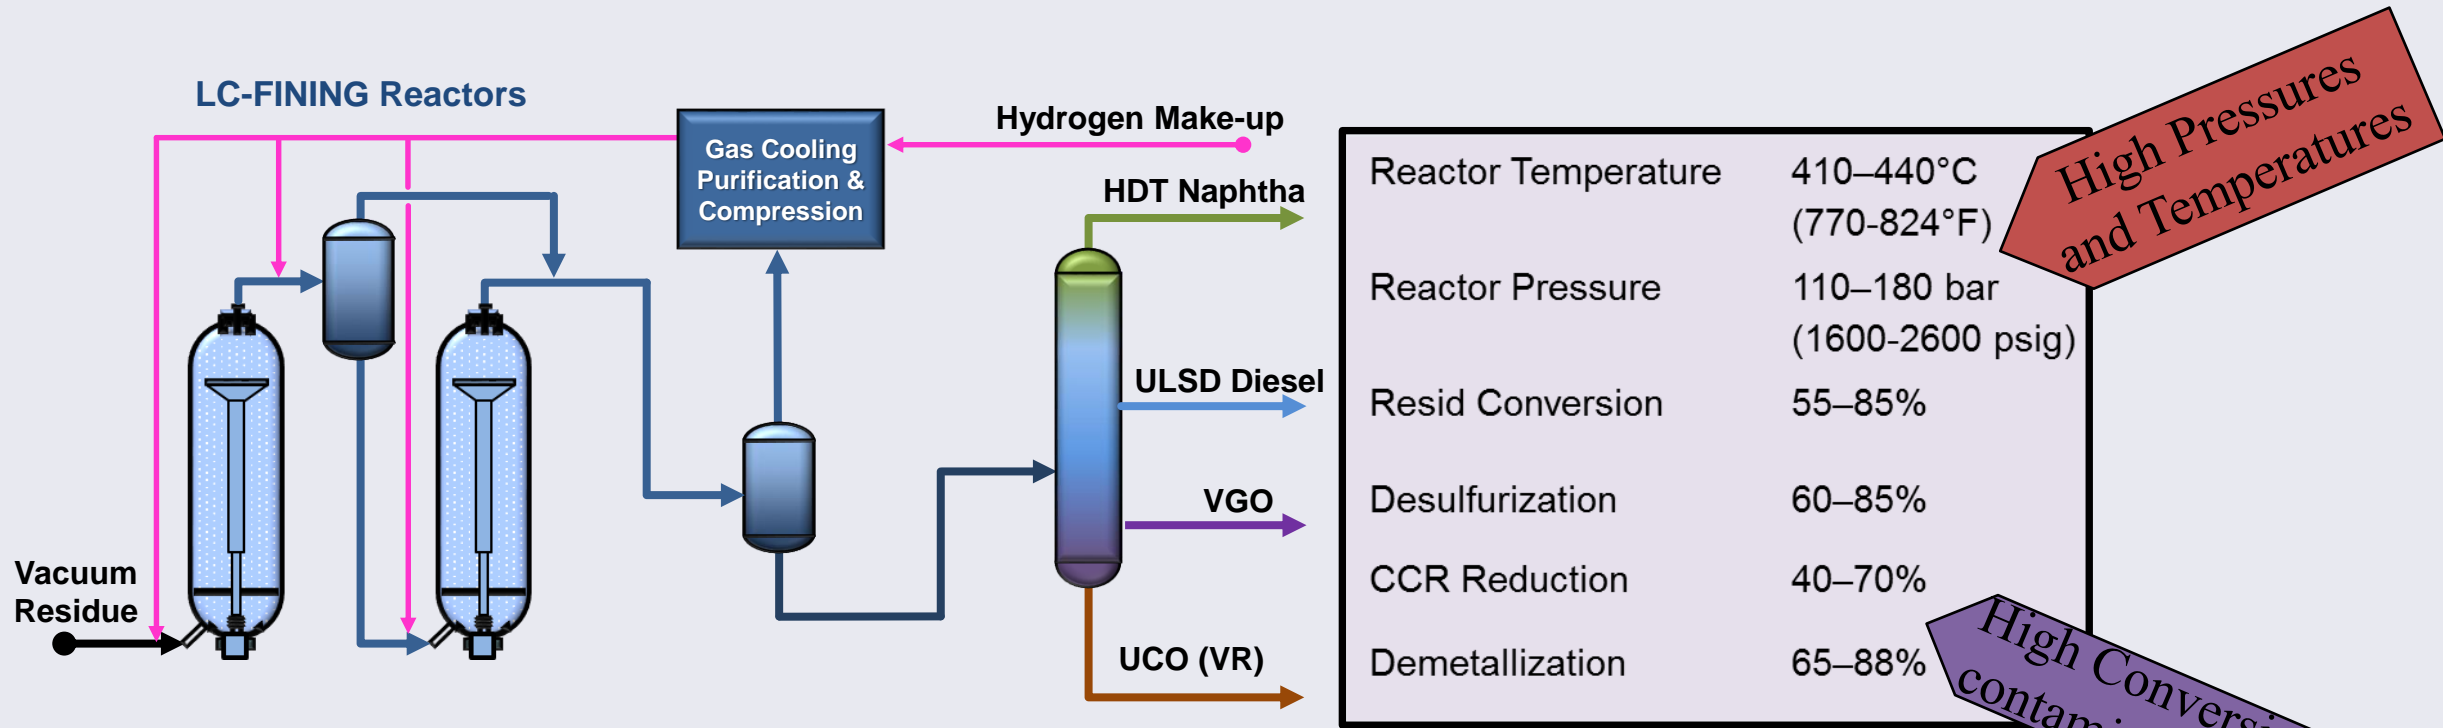 LC-FINING Reactors
Gas Cooling
Purification &
Compression
Hydrogen Make-up
HDT Naphtha
ULSD Diesel
VGO
UCO (VR)
Vacuum
Residue
Reactor Temperature 410–440°C
(770-824°F)
Reactor Pressure 110–180 bar
(1600-2600 psig)
Resid Conversion 55–85%
Desulfurization 60–85%
CCR Reduction 40–70%
Demetallization 65–88%
High Pressures
and Temperatures
High